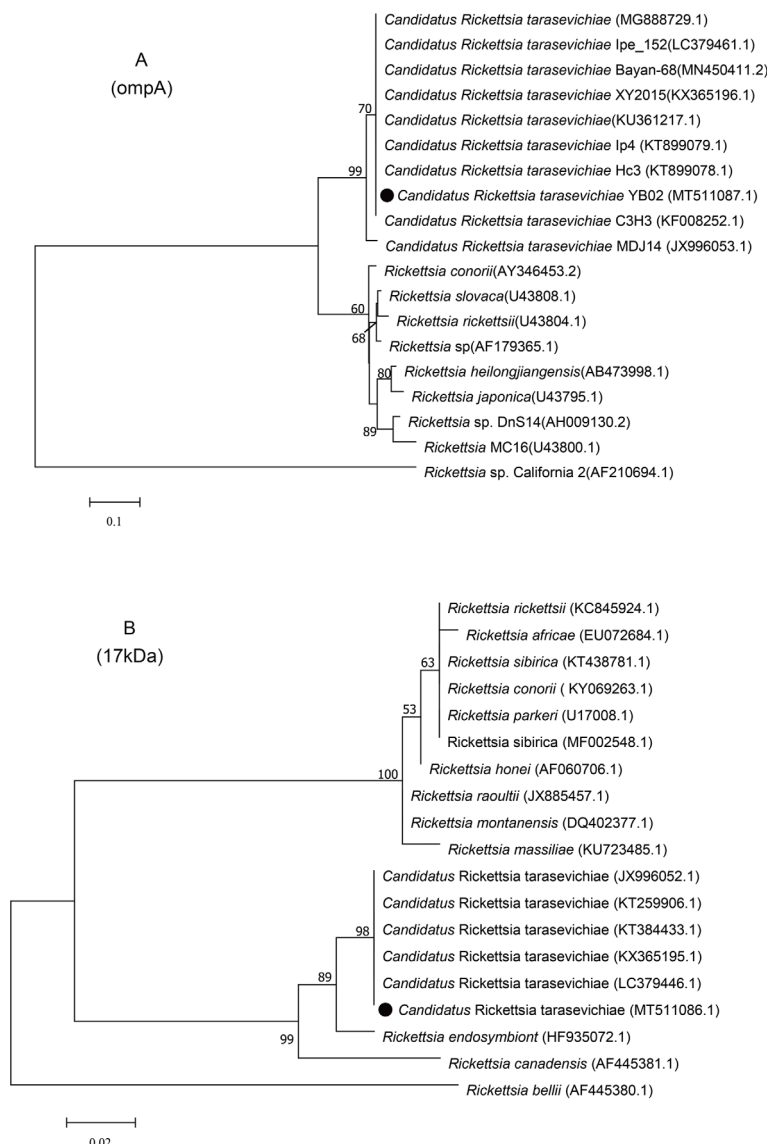 A
(ompA)
Candidatus Rickettsia tarasevichiae (MG888729.1)
Candidatus Rickettsia tarasevichiae Ipe_152(LC379461.1)
Candidatus Rickettsia tarasevichiae Bayan-68(MN450411.2)
Candidatus Rickettsia tarasevichiae XY2015(KX365196.1)
70
Candidatus Rickettsia tarasevichiae(KU361217.1)
Candidatus Rickettsia tarasevichiae Ip4 (KT899079.1)
99
Candidatus Rickettsia tarasevichiae Hc3 (KT899078.1)
Candidatus Rickettsia tarasevichiae YB02 (MT511087.1)
Candidatus Rickettsia tarasevichiae C3H3 (KF008252.1)
Candidatus Rickettsia tarasevichiae MDJ14 (JX996053.1)
Rickettsia conorii(AY346453.2)
Rickettsia slovaca(U43808.1)
60
Rickettsia rickettsii(U43804.1)
68
Rickettsia sp(AF179365.1)
80
Rickettsia heilongjiangensis(AB473998.1)
Rickettsia japonica(U43795.1)
Rickettsia sp. DnS14(AH009130.2)
89
Rickettsia MC16(U43800.1)
Rickettsia sp. California 2(AF210694.1)
0.1
B
(17kDa)
Rickettsia rickettsii (KC845924.1)
Rickettsia africae (EU072684.1)
63
Rickettsia sibirica (KT438781.1)
Rickettsia conorii ( KY069263.1)
53
Rickettsia parkeri (U17008.1)
Rickettsia sibirica (MF002548.1)
Rickettsia honei (AF060706.1)
100
Rickettsia raoultii (JX885457.1)
Rickettsia montanensis (DQ402377.1)
Rickettsia massiliae (KU723485.1)
Candidatus Rickettsia tarasevichiae (JX996052.1)
Candidatus Rickettsia tarasevichiae (KT259906.1)
98
Candidatus Rickettsia tarasevichiae (KT384433.1)
Candidatus Rickettsia tarasevichiae (KX365195.1)
89
Candidatus Rickettsia tarasevichiae (LC379446.1)
Candidatus Rickettsia tarasevichiae (MT511086.1)
99
Rickettsia endosymbiont (HF935072.1)
Rickettsia canadensis (AF445381.1)
Rickettsia bellii (AF445380.1)
0.02